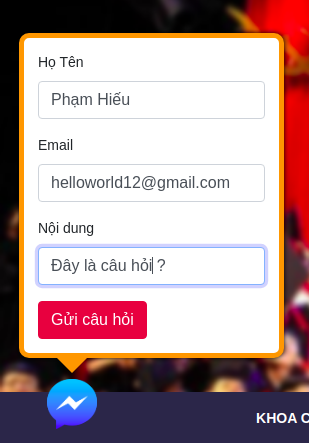 Họ Tên
Phạm Hiếu
Email
helloworld12@gmail.com
Nội dung
Đây là câu hỏi ?
Gửi câu hỏi
KHOA